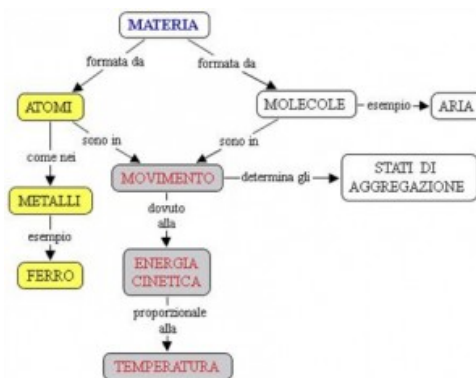 MATERIA
formata da
formata da
ATOMI
MOLECOLE
esempio
ARIA
sono in
sono in
come nei
MOVIMENTO
determina gli
STATI DI
AGGREGAZIONE
METALLI
dovuto
alla
esempio
FERRO
ENERGIA
CINETICA
proporzionale
alla
TEMPERATURA